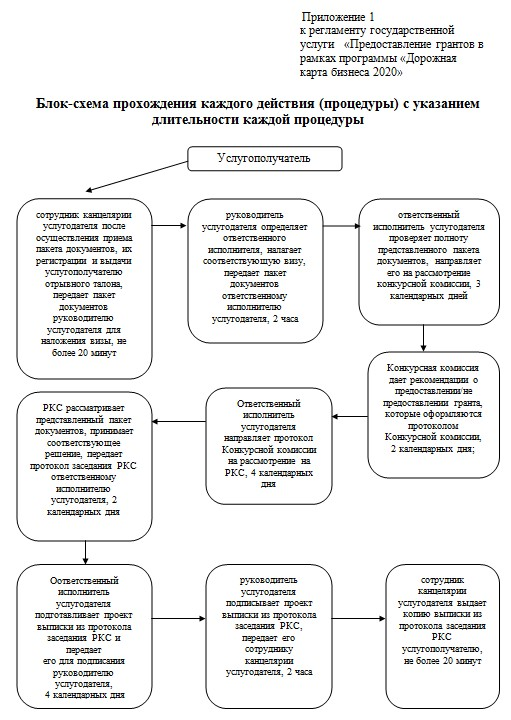 Приложение 1
к регламенту государственной
услуги «Предоставление грантов в
рамках программы «Дорожная
карта бизнеса 2020»
Блок-схема прохождения каждого действия (процедуры) с указанием
длительности каждой процедуры
Услугополучатель
сотрудник канцелярии
услугодателя после
осуществления приема
пакета документов, их
регистрации и выдачи
услугополучателю
отрывного талона,
передает пакет
документов
руководителю
услугодателя для
наложения визы, не
более 20 минут
руководитель
услугодателя определяет
ответственного
исполнителя, налагает
соответствующую визу,
передает пакет
документов
ответственному
исполнителю
услугодателя, 2 часа
ответственный
исполнитель услугодателя
проверяет полноту
представленного пакета
документов, направляет
его на рассмотрение
конкурсной комиссии, 3
календарных дней
Конкурсная комиссия
дает рекомендации о
предоставлении/не
предоставлении гранта,
которые оформляются
протоколом
Конкурсной комиссии,
2 календарных дня;
Ответственный
исполнитель
услугодателя
направляет протокол
Конкурсной комиссии
на рассмотрение на
РКС, 4 календарных
дня
РКС рассматривает
представленный пакет
документов, принимает
соответствующее
решение, передает
протокол заседания РКС
ответственному
исполнителю
услугодателя, 2
календарных дня
Оответственный
исполнитель
услугодателя
подготавливает проект
выписки из протокола
заседания РКС и
передает
его для подписания
руководителю
услугодателя,
4 календарных дня
руководитель
услугодателя
подписывает проект
выписки из протокола
заседания РКС,
передает его
сотруднику
канцелярии
услугодателя, 2 часа
сотрудник
канцелярии
услугодателя выдает
копию выписки из
протокола заседания
РКС
услугополучателю,
не более 20 минут